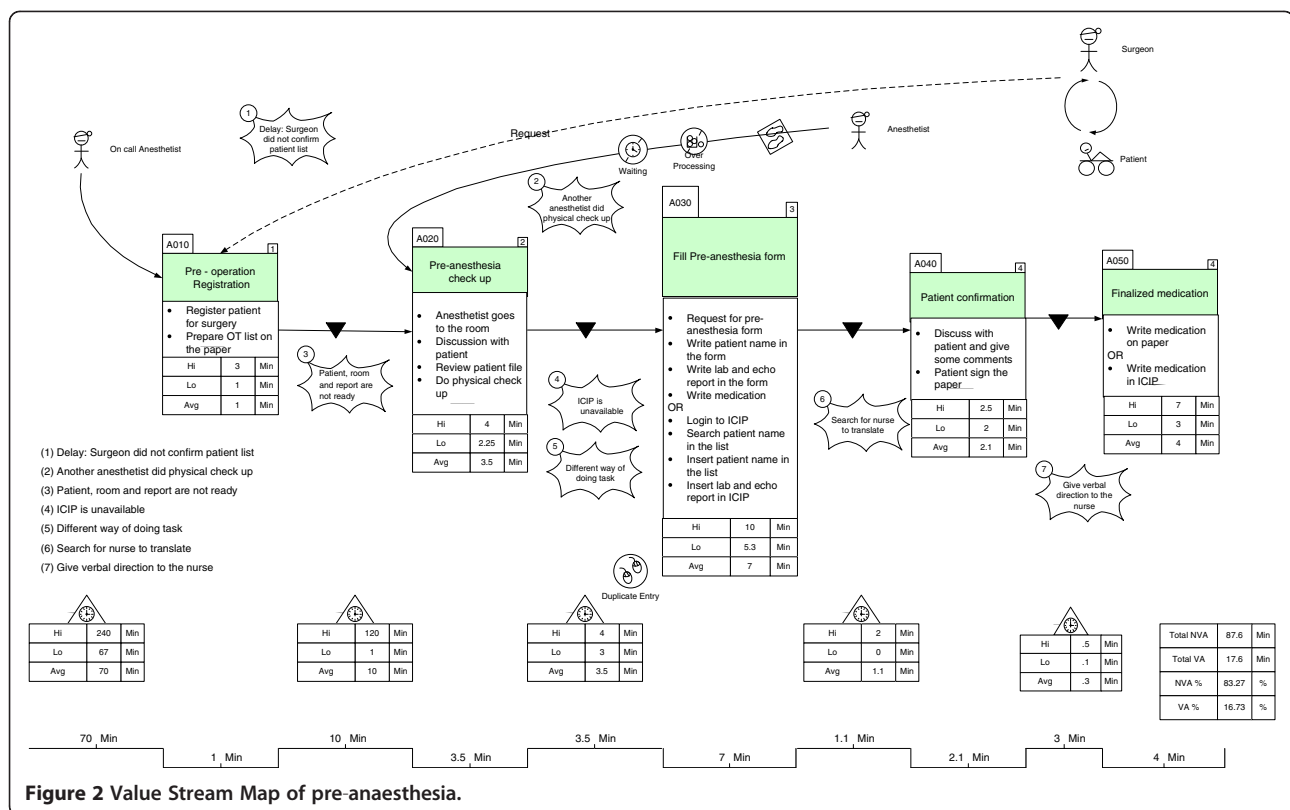 Surgeon
1
Delay: Surgeon
did not confirm
patient list
Request
On call Anesthetist
Anesthetist
Waiting
Over
Processing
Patient
2
Another
anesthetist did
physical check up
A010
1
Pre - operation
Registration
• Register patient
for surgery
• Prepare OT list on
the paper
Hi 3 Min
Lo 1 Min
Avg 1 Min
3
Patient, room
and report are
not ready
A020
2
Pre-anesthesia
check up
• Anesthetist goes
to the room
• Discussion with
patient
• Review patient file
• Do physical check
up
Hi 4 Min
Lo 2.25 Min
Avg 3.5 Min
4
ICIP is
unavailable
5
Different way of
doing task
A030
3
Fill Pre-anesthesia form
• Request for pre-
anesthesia form
• Write patient name in
the form
• Write lab and echo
report in the form
• Write medication
OR
• Login to ICIP
• Search patient name
in the list
• Insert patient name in
the list
• Insert lab and echo
report in ICIP
Hi 10 Min
Lo 5.3 Min
Avg 7 Min
6
Search for nurse
to translate
A040
4
Patient confirmation
• Discuss with
patient and give
some comments
• Patient sign the
paper
Hi 2.5 Min
Lo 2 Min
Avg 2.1 Min
7
Give verbal
direction to the
nurse
A050
4
Finalized medication
• Write medication
on paper
OR
• Write medication
in ICIP
Hi 7 Min
Lo 3 Min
Avg 4 Min
(1) Delay: Surgeon did not confirm patient list
(2) Another anesthetist did physical check up
(3) Patient, room and report are not ready
(4) ICIP is unavailable
(5) Different way of doing task
(6) Search for nurse to translate
(7) Give verbal direction to the nurse
Duplicate Entry
Hi 240 Min
Lo 67 Min
Avg 70 Min
Hi 120 Min
Lo 1 Min
Avg 10 Min
Hi 4 Min
Lo 3 Min
Avg 3.5 Min
Hi 2 Min
Lo 0 Min
Avg 1.1 Min
Hi .5 Min
Lo .1 Min
Avg .3 Min
Total NVA 87.6 Min
Total VA 17.6 Min
NVA % 83.27 %
VA % 16.73 %
70 Min
1 Min
10 Min
3.5 Min
3.5 Min
7 Min
1.1 Min
2.1 Min
3 Min
4 Min
Figure 2 Value Stream Map of pre-anaesthesia.